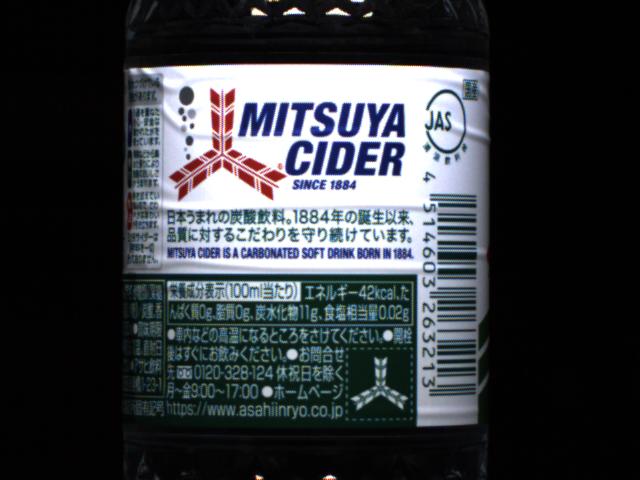 MITSUYA
CIDER
SINCE 1884
JAS
日本うまれの炭酸飲料。1884年の誕生以来、
品質に対するこだわりを守り続けています。
MITSUYA CIDER IS A CARBONATED SOFT DRINK BORN IN 1884.
4 514603 263213
栄養成分表示(100ml当たり) エネルギー42kcal、た
んぱく質0g、脂質0g、炭水化物11g、食塩相当量0.02g
●車内などの高温になるところをさけてください。●開栓
後はすぐにお飲みください。●お問合せ
先 0120-328-124 休祝日を除く
月~金9:00~17:00 ●ホームページ
https://www.asahiinryo.co.jp